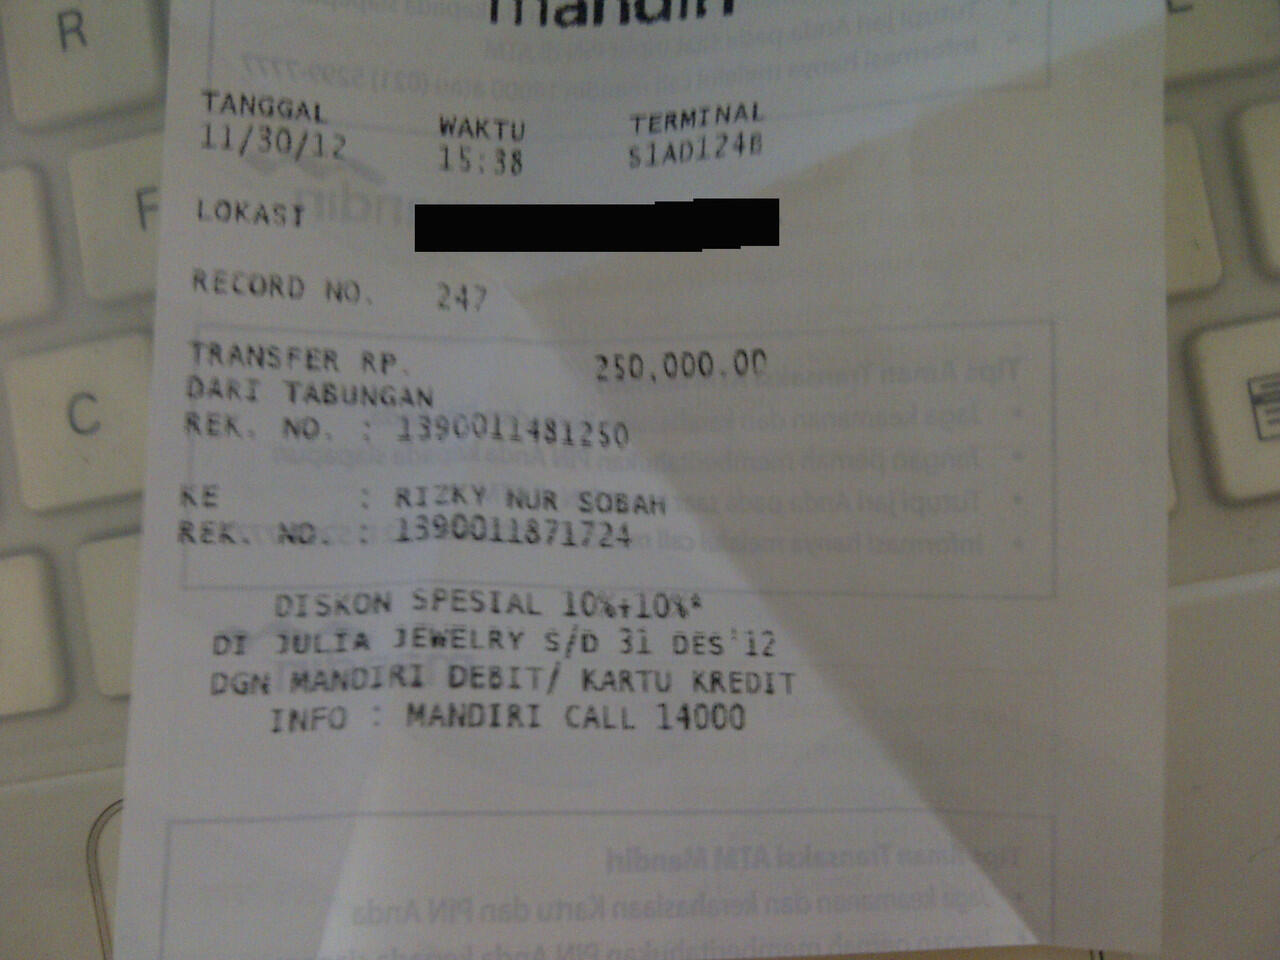 mandiri
TANGGAL WAKTU TERMINAL
11/30/12 15:38 S1AD124B
LOKASI
RECORD NO. 247
TRANSFER RP. 250,000.00
DARI TABUNGAN
REK. NO. : 1390011481250
KE : RIZKY NUR SOBAH
REK. NO. : 1390011871724
DISKON SPESIAL 10%+10%*
DI JULIA JEWELRY S/D 31 DES'12
DGN MANDIRI DEBIT/ KARTU KREDIT
INFO : MANDIRI CALL 14000
R
F
C